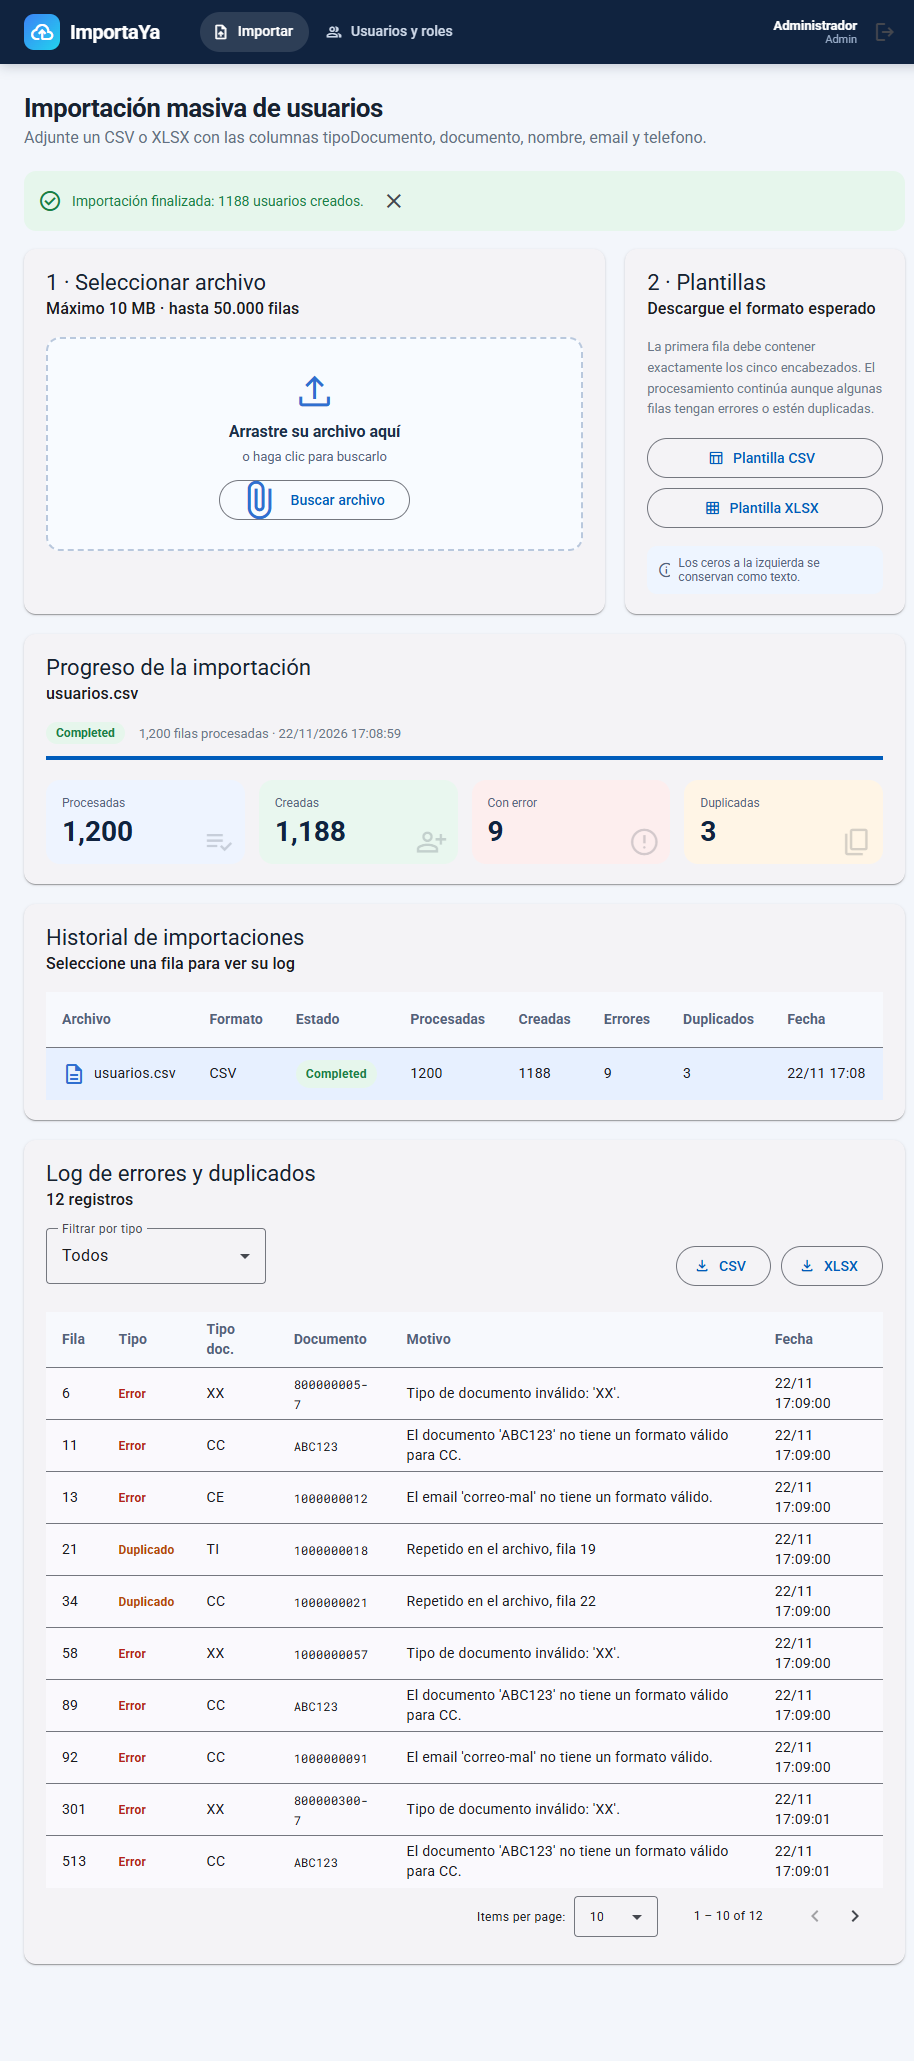 ImportaYa
Importar
Usuarios y roles
Administrador
Admin
Importación masiva de usuarios
Adjunte un CSV o XLSX con las columnas tipoDocumento, documento, nombre, email y telefono.
Importación finalizada: 1188 usuarios creados.
1 · Seleccionar archivo
Máximo 10 MB · hasta 50.000 filas
Arrastre su archivo aquí
o haga clic para buscarlo
Buscar archivo
2 · Plantillas
Descargue el formato esperado
La primera fila debe contener
exactamente los cinco encabezados. El
procesamiento continúa aunque algunas
filas tengan errores o estén duplicadas.
Plantilla CSV
Plantilla XLSX
Los ceros a la izquierda se
conservan como texto.
Progreso de la importación
usuarios.csv
Completed 1,200 filas procesadas · 22/11/2026 17:08:59
Procesadas
1,200
Creadas
1,188
Con error
9
Duplicadas
3
Historial de importaciones
Seleccione una fila para ver su log
Archivo Formato Estado Procesadas Creadas Errores Duplicados Fecha
usuarios.csv CSV Completed 1200 1188 9 3 22/11 17:08
Log de errores y duplicados
12 registros
Filtrar por tipo
Todos
CSV
XLSX
Fila Tipo Tipo doc. Documento Motivo Fecha
6 Error XX 800000005-7 Tipo de documento inválido: 'XX'. 22/11 17:09:00
11 Error CC ABC123 El documento 'ABC123' no tiene un formato válido para CC. 22/11 17:09:00
13 Error CE 1000000012 El email 'correo-mal' no tiene un formato válido. 22/11 17:09:00
21 Duplicado TI 1000000018 Repetido en el archivo, fila 19 22/11 17:09:00
34 Duplicado CC 1000000021 Repetido en el archivo, fila 22 22/11 17:09:00
58 Error XX 1000000057 Tipo de documento inválido: 'XX'. 22/11 17:09:00
89 Error CC ABC123 El documento 'ABC123' no tiene un formato válido para CC. 22/11 17:09:00
92 Error CC 1000000091 El email 'correo-mal' no tiene un formato válido. 22/11 17:09:00
301 Error XX 800000300-7 Tipo de documento inválido: 'XX'. 22/11 17:09:01
513 Error CC ABC123 El documento 'ABC123' no tiene un formato válido para CC. 22/11 17:09:01
Items per page: 10 1 – 10 of 12